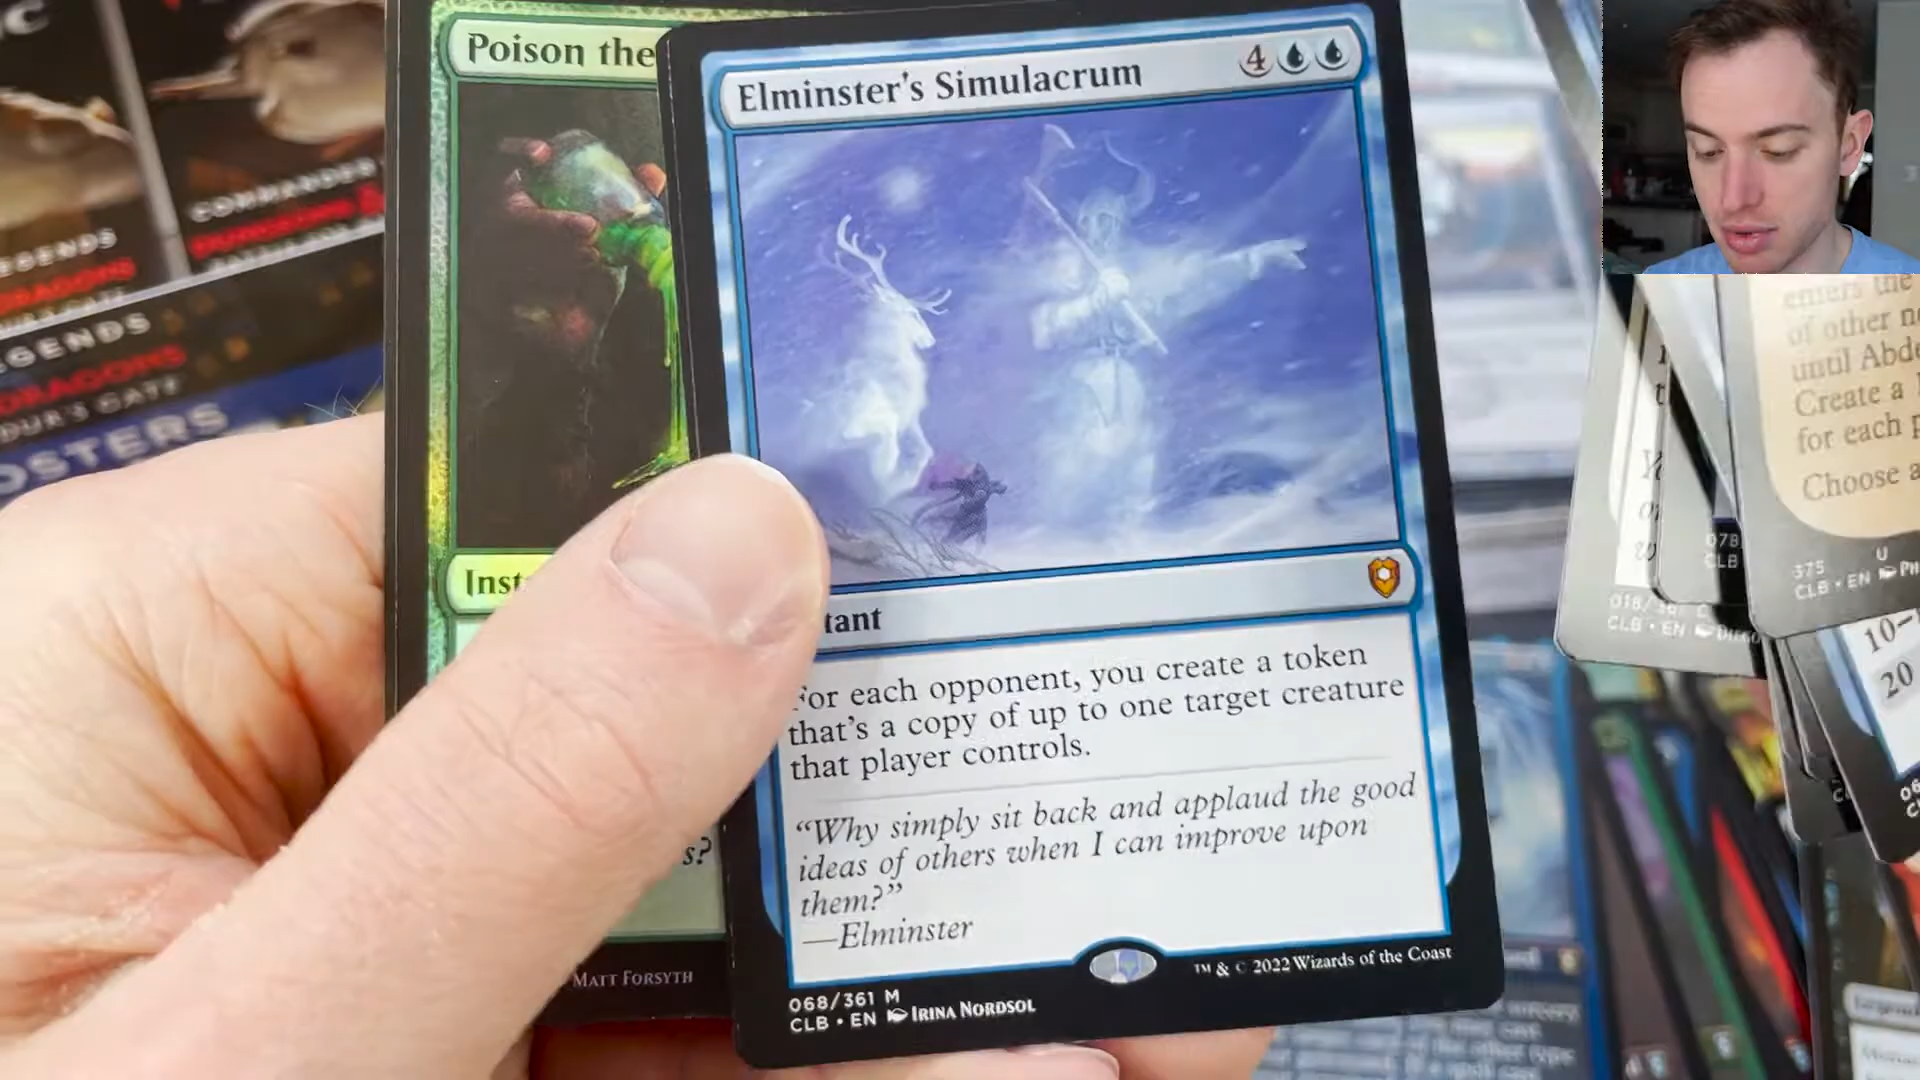 Poison the
Elminster's Simulacrum
4
COMMANDER
LEGENDS
DRAGONS
LEGENDS
DRAGONS
OSTERS
Inst
tant
For each opponent, you create a token
that's a copy of up to one target creature
that player controls.
"Why simply sit back and applaud the good
ideas of others when I can improve upon
them?"
—Elminster
™ & © 2022 Wizards of the Coast
068/361 M
CLB • EN IRINA NORDSOL
s?
MATT FORSYTH
enters the
of other
until
Create a
for each
Choose a
375 U
CLB • EN
078
CLB
018/361 C
CLB • EN
10–
20